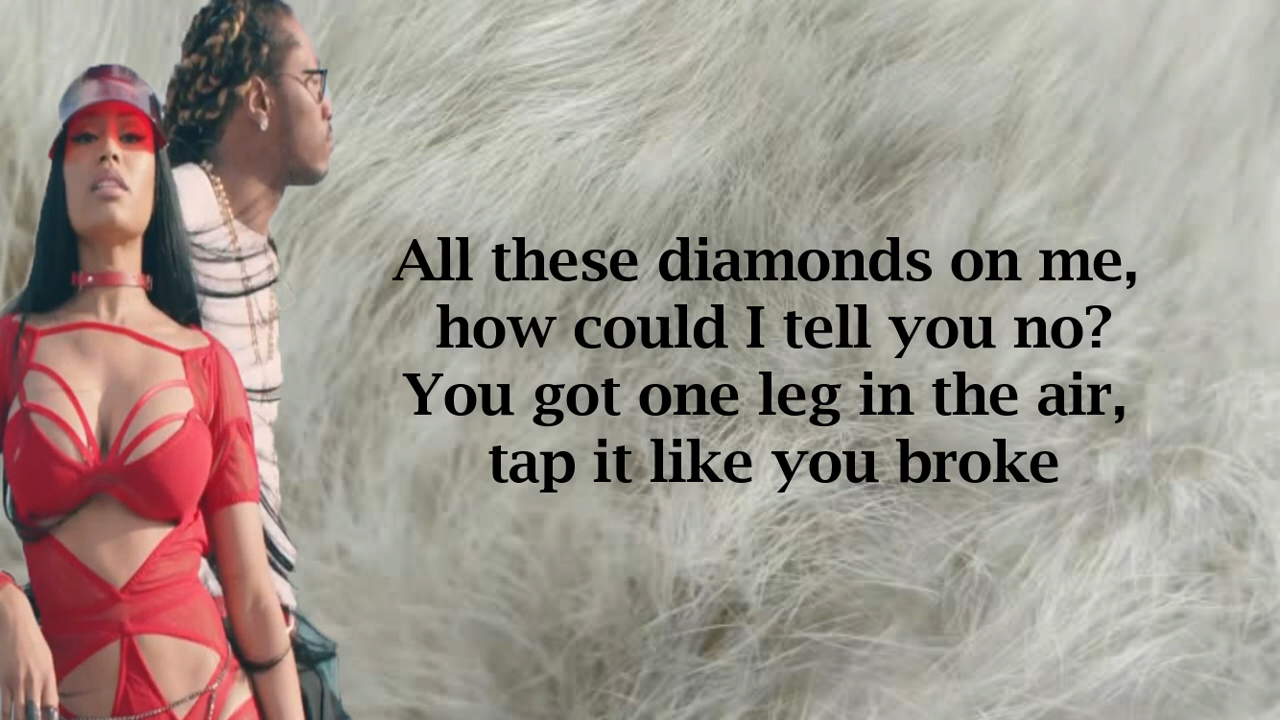 All these diamonds on me,
how could I tell you no?
You got one leg in the air,
tap it like you broke